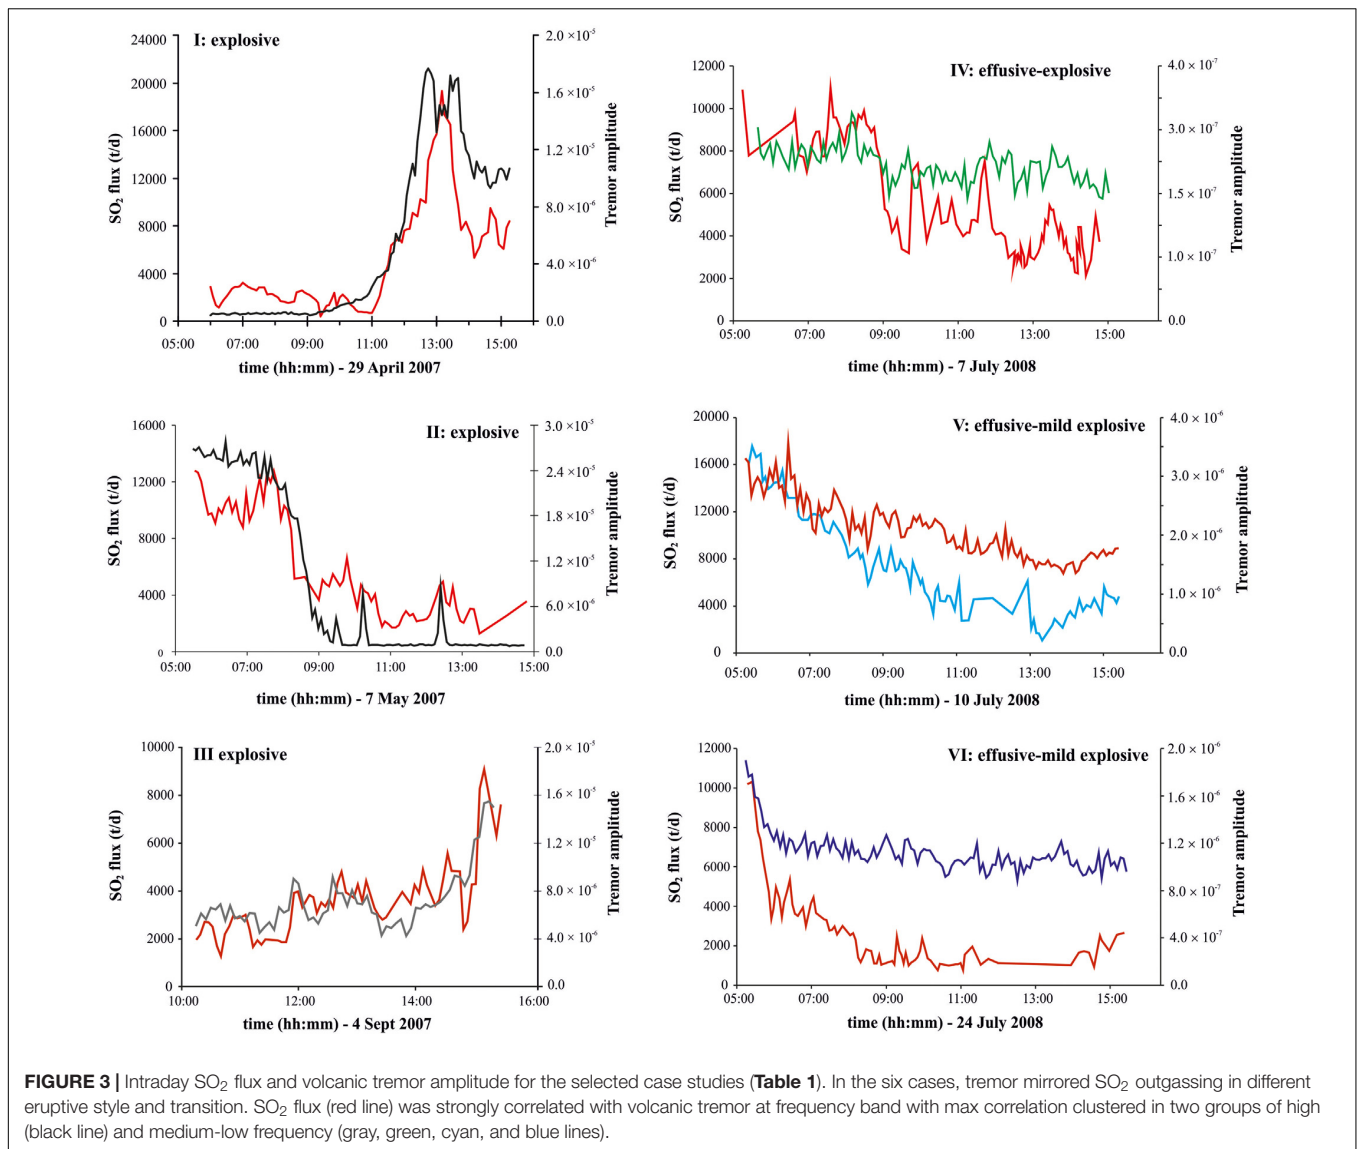 I: explosive
24000
20000
16000
12000
8000
4000
0
SO2 flux (t/d)
2.0 ×10-5
1.6 ×10-5
1.2 ×10-5
8.0 ×10-6
4.0 ×10-6
0.0
Tremor amplitude
05:00 07:00 09:00 11:00 13:00 15:00
time (hh:mm) - 29 April 2007
IV: effusive-explosive
12000
10000
8000
6000
4000
2000
0
SO2 flux (t/d)
4.0 × 10-7
3.0 × 10-7
1.5 × 10-7
1.0 × 10-7
0.0
Tremor amplitude
05:00 07:00 09:00 11:00 13:00 15:00
time (hh:mm) - 7 July 2008
II: explosive
16000
12000
8000
4000
0
SO2 flux (t/d)
3.0 ×10-5
2.4 ×10-5
1.8 ×10-5
1.2 ×10-5
6.0 ×10-6
0.0
Tremor amplitude
05:00 07:00 09:00 11:00 13:00 15:00
time (hh:mm) - 7 May 2007
V: effusive-mild explosive
20000
16000
12000
8000
4000
0
SO2 flux (t/d)
4.0 × 10-6
3.0 × 10-6
2.0 × 10-6
1.0 × 10-6
0.0
Tremor amplitude
05:00 07:00 09:00 11:00 13:00 15:00
time (hh:mm) - 10 July 2008
III explosive
10000
8000
6000
4000
2000
0
SO2 flux (t/d)
2.0 × 10-5
1.6 × 10-5
1.2 × 10-5
8.0 × 10-6
4.0 × 10-6
0.0
Tremor amplitude
10:00 12:00 14:00 16:00
time (hh:mm) - 4 Sept 2007
VI: effusive-mild explosive
12000
10000
8000
6000
4000
2000
0
SO2 flux (t/d)
2.0 × 10-6
1.6 × 10-6
1.2 × 10-6
8.0 × 10-7
4.0 × 10-7
0.0
Tremor amplitude
05:00 07:00 09:00 11:00 13:00 15:00
time (hh:mm) - 24 July 2008
FIGURE 3 | Intraday SO2 flux and volcanic tremor amplitude for the selected case studies (Table 1). In the six cases, tremor mirrored SO2 outgassing in different
eruptive style and transition. SO2 flux (red line) was strongly correlated with volcanic tremor at frequency band with max correlation clustered in two groups of high
(black line) and medium-low frequency (gray, green, cyan, and blue lines).